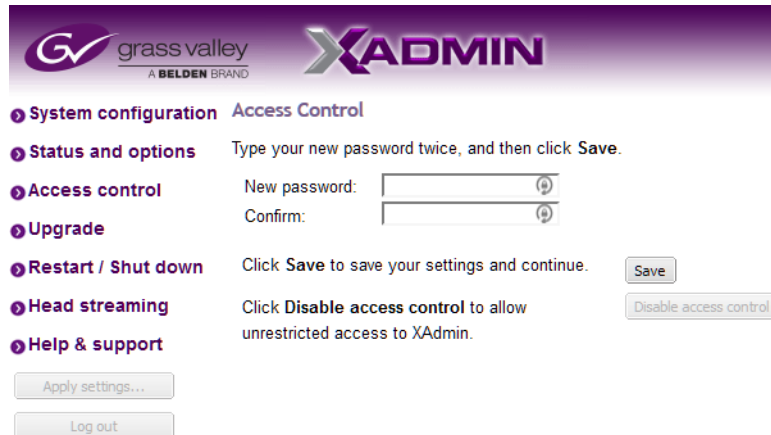 GV grass valley
A BELDEN BRAND
XADMIN
System configuration
Status and options
Access control
Upgrade
Restart / Shut down
Head streaming
Help & support
Apply settings...
Log out
Access Control
Type your new password twice, and then click Save.
New password:
Confirm:
Click Save to save your settings and continue.
Save
Click Disable access control to allow
unrestricted access to XAdmin.
Disable access control